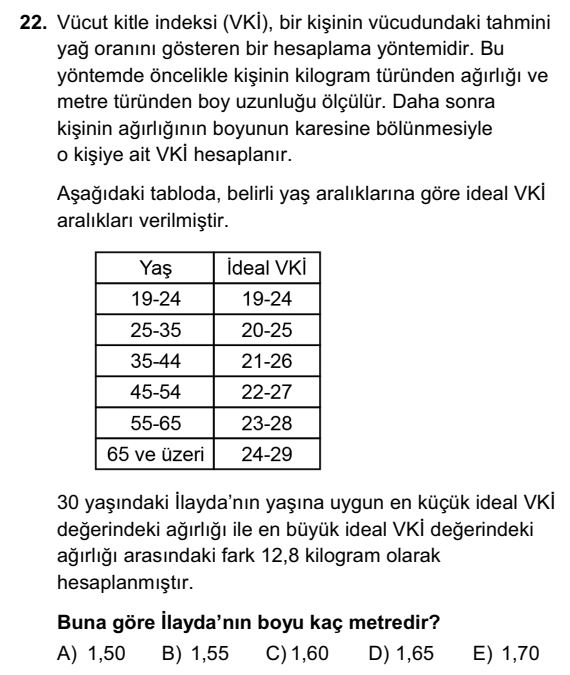 22. Vücut kitle indeksi (VKİ), bir kişinin vücudundaki tahmini
yağ oranını gösteren bir hesaplama yöntemidir. Bu
yöntemde öncelikle kişinin kilogram türünden ağırlığı ve
metre türünden boy uzunluğu ölçülür. Daha sonra
kişinin ağırlığının boyunun karesine bölünmesiyle
o kişiye ait VKİ hesaplanır.
Aşağıdaki tabloda, belirli yaş aralıklarına göre ideal VKİ
aralıkları verilmiştir.
Yaş İdeal VKİ
19-24 19-24
25-35 20-25
35-44 21-26
45-54 22-27
55-65 23-28
65 ve üzeri 24-29
30 yaşındaki İlayda’nın yaşına uygun en küçük ideal VKİ
değerindeki ağırlığı ile en büyük ideal VKİ değerindeki
ağırlığı arasındaki fark 12,8 kilogram olarak
hesaplanmıştır.
Buna göre İlayda’nın boyu kaç metredir?
A) 1,50 B) 1,55 C) 1,60 D) 1,65 E) 1,70